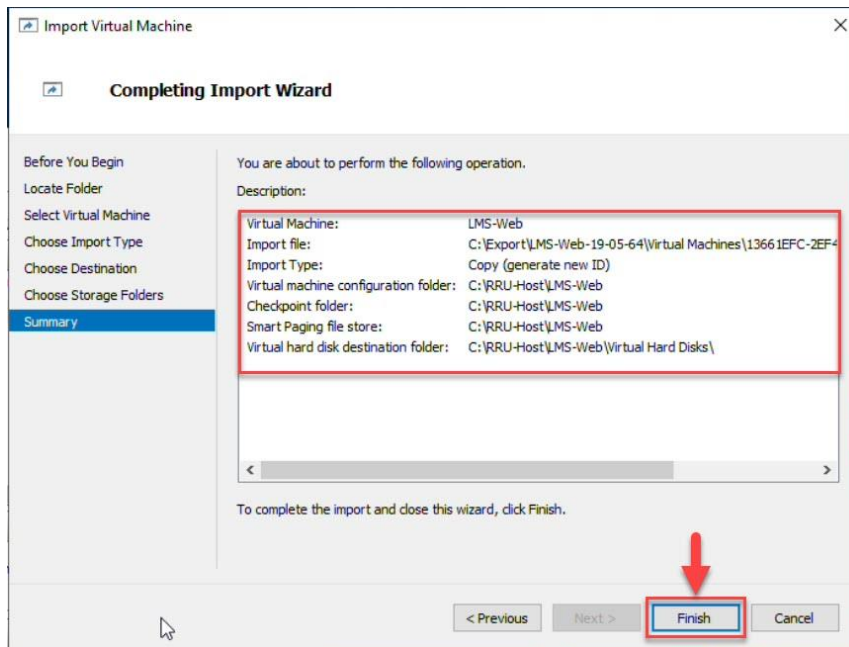 Import Virtual Machine
Completing Import Wizard
Before You Begin
Locate Folder
Select Virtual Machine
Choose Import Type
Choose Destination
Choose Storage Folders
Summary
You are about to perform the following operation.
Description:
Virtual Machine: LMS-Web
Import file: C:\Export\LMS-Web-19-05-64\Virtual Machines\13661EFC-2EF4
Import Type: Copy (generate new ID)
Virtual machine configuration folder: C:\RRU-Host\LMS-Web
Checkpoint folder: C:\RRU-Host\LMS-Web
Smart Paging file store: C:\RRU-Host\LMS-Web
Virtual hard disk destination folder: C:\RRU-Host\LMS-Web\Virtual Hard Disks\
To complete the import and close this wizard, click Finish.
< Previous Next > Finish Cancel